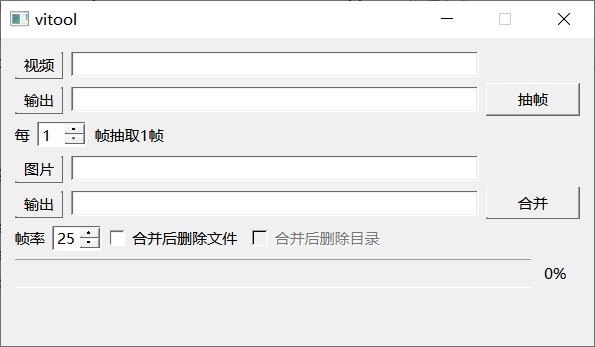 vitool
视频
输出 抽帧
每 1 帧抽取1帧
图片
输出 合并
帧率 25 合并后删除文件 合并后删除目录
0%